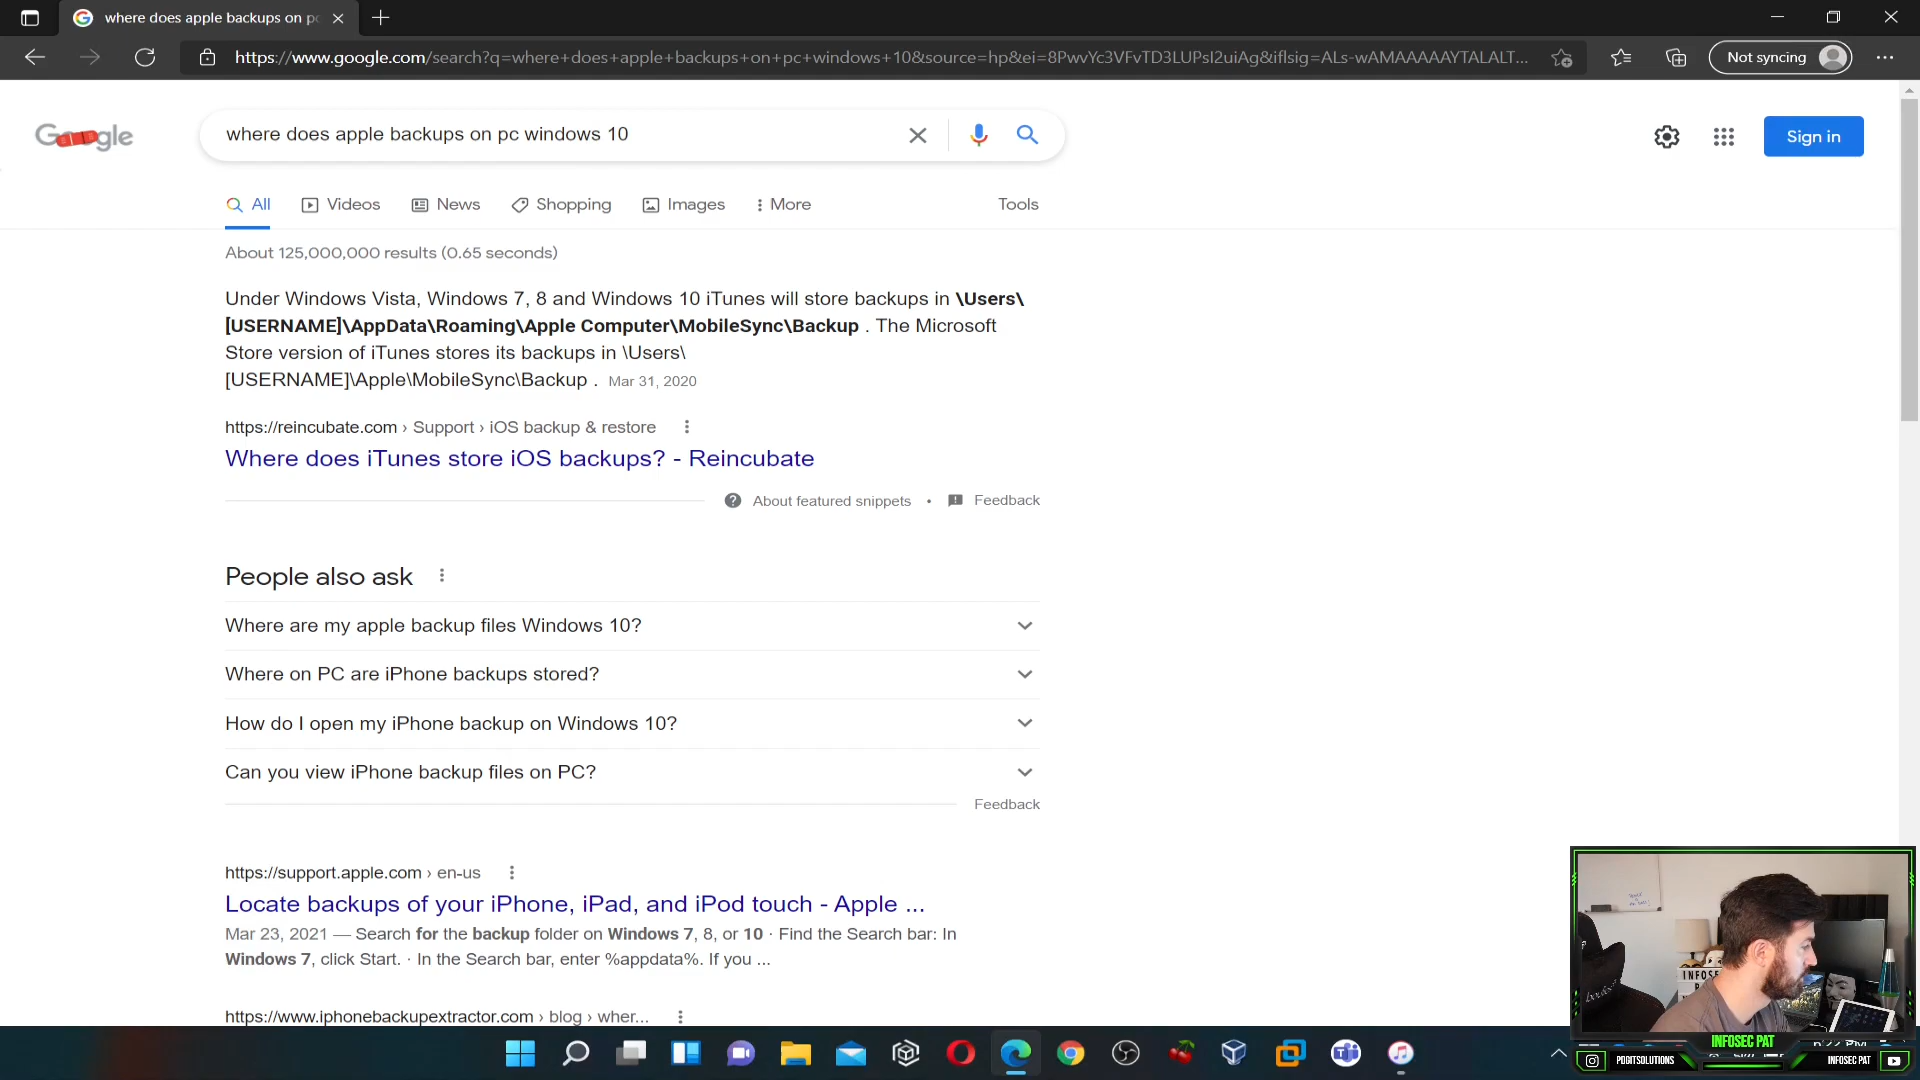 where does apple backups on pc
https://www.google.com/search?q=where+does+apple+backups+on+pc+windows+10&source=hp&ei=8PwvYc3VFvTD3LUPsI2uiAg&iflsig=ALs-wAMAAAAAYTALALT...
Not syncing
Google
where does apple backups on pc windows 10
Sign in
All
Videos
News
Shopping
Images
More
Tools
About 125,000,000 results (0.65 seconds)
Under Windows Vista, Windows 7, 8 and Windows 10 iTunes will store backups in \Users\
[USERNAME]\AppData\Roaming\Apple Computer\MobileSync\Backup . The Microsoft
Store version of iTunes stores its backups in \Users\
[USERNAME]\Apple\MobileSync\Backup . Mar 31, 2020
https://reincubate.com › Support › iOS backup & restore
Where does iTunes store iOS backups? - Reincubate
About featured snippets • Feedback
People also ask
Where are my apple backup files Windows 10?
Where on PC are iPhone backups stored?
How do I open my iPhone backup on Windows 10?
Can you view iPhone backup files on PC?
Feedback
https://support.apple.com › en-us
Locate backups of your iPhone, iPad, and iPod touch - Apple ...
Mar 23, 2021 — Search for the backup folder on Windows 7, 8, or 10 · Find the Search bar: In
Windows 7, click Start. · In the Search bar, enter %appdata%. If you ...
https://www.iphonebackupextractor.com › blog › wher...
INFOSEC PAT
PODITSOLUTIONS
INFOSEC PAT